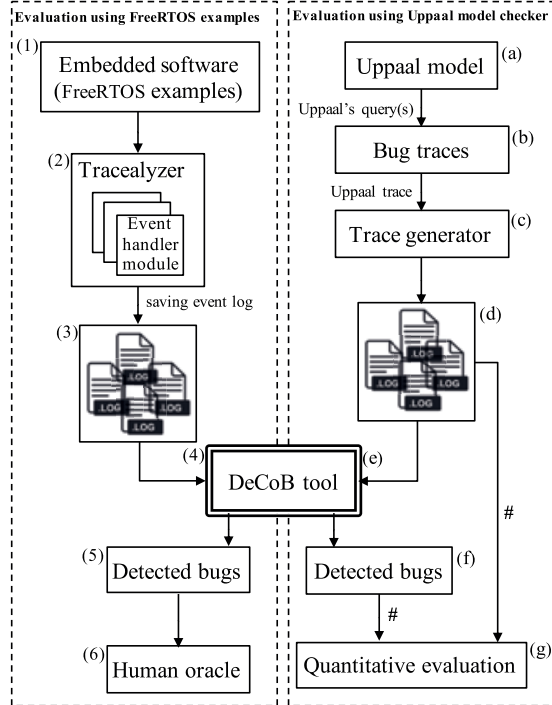 Evaluation using FreeRTOS examples
(1)
Embedded software
(FreeRTOS examples)
(2)
Tracealyzer
Event
handler
module
saving event log
(3)
.LOG
.LOG
.LOG
.LOG
(4)
DeCoB tool
(5)
Detected bugs
(6)
Human oracle
Evaluation using Uppaal model checker
Uppaal model
(a)
Uppaal's query(s)
(b)
Bug traces
Uppaal trace
(c)
Trace generator
(d)
.LOG
.LOG
.LOG
.LOG
(e)
#
(f)
Detected bugs
#
Quantitative evaluation
(g)